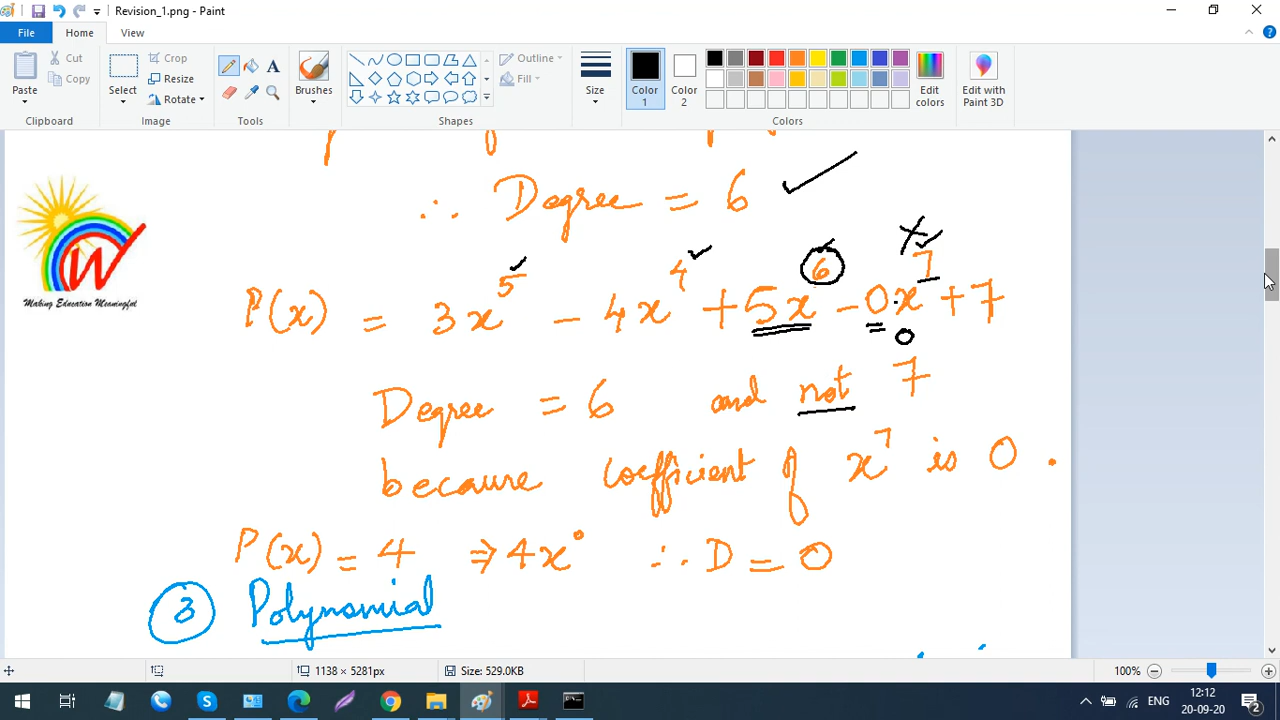 Revision_1.png - Paint
File Home View
Paste Cut Copy Clipboard
Select Crop Resize Rotate Image
Tools
Brushes
Shapes Outline Fill
Size
Color 1 Color 2 Edit colors Colors
Edit with Paint 3D
∴ Degree = 6 ✓
Making Education Meaningful
P(x) = 3x⁵ - 4x⁴ + 5x⁶ - 0x⁷ + 7
0
Degree = 6 and not 7
because coefficient of x⁷ is 0.
P(x) = 4 ⇒ 4x⁰ ∴ D = 0
③ Polynomial
1138 × 5281px Size: 529.0KB 100%
ENG 12:12 20-09-20 2